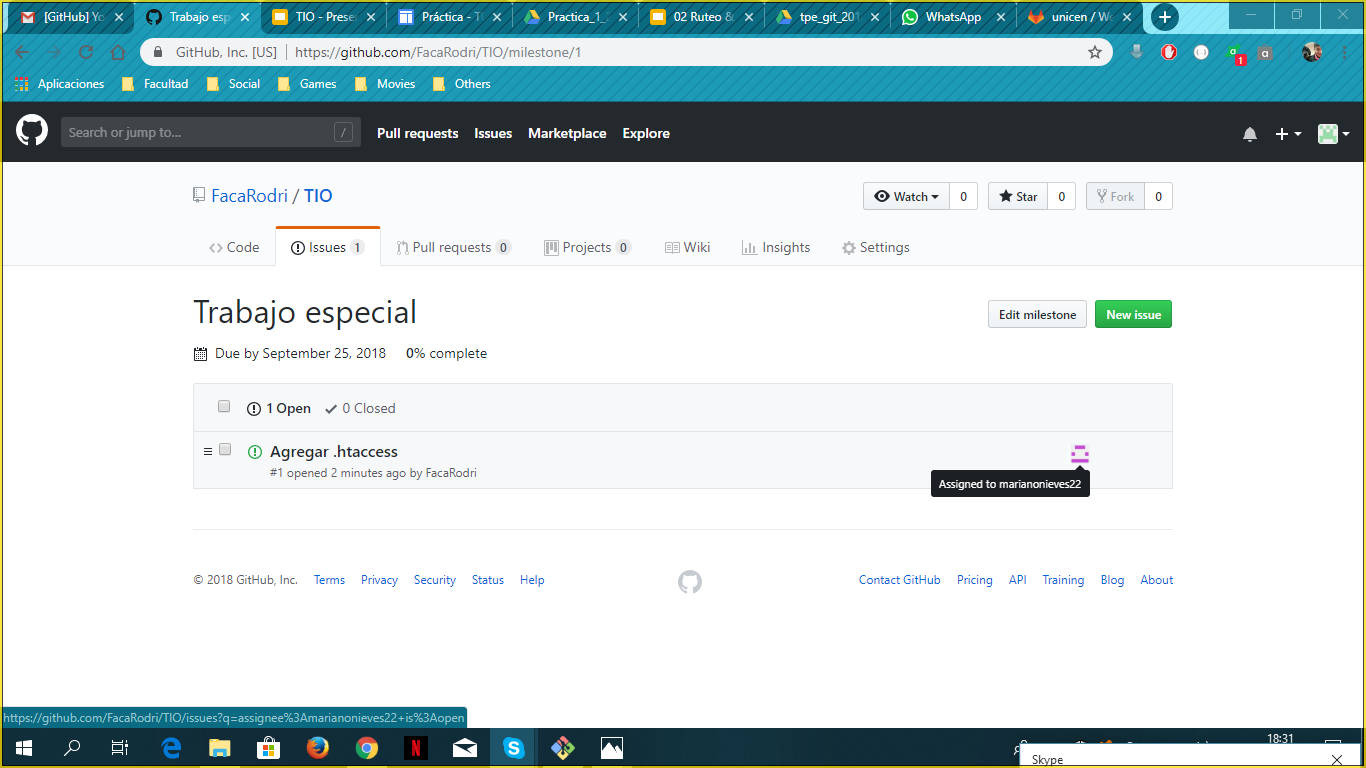 [GitHub] Yo
Trabajo esp
TIO - Prese
Práctica - T
Practica_1_
02 Ruteo &
tpe_git_201
WhatsApp
unicen / We
GitHub, Inc. [US] https://github.com/FacaRodri/TIO/milestone/1
1
a
Aplicaciones Facultad Social Games Movies Others
Search or jump to... / Pull requests Issues Marketplace Explore
FacaRodri / TIO
Watch 0 Star 0 Fork 0
Code Issues 1 Pull requests 0 Projects 0 Wiki Insights Settings
Trabajo especial
Edit milestone New issue
Due by September 25, 2018 0% complete
1 Open 0 Closed
Agregar .htaccess
#1 opened 2 minutes ago by FacaRodri
Assigned to marianonieves22
© 2018 GitHub, Inc. Terms Privacy Security Status Help
Contact GitHub Pricing API Training Blog About
https://github.com/FacaRodri/TIO/issues?q=assignee%3Amarianonieves22+is%3Aopen
18:31
Skype